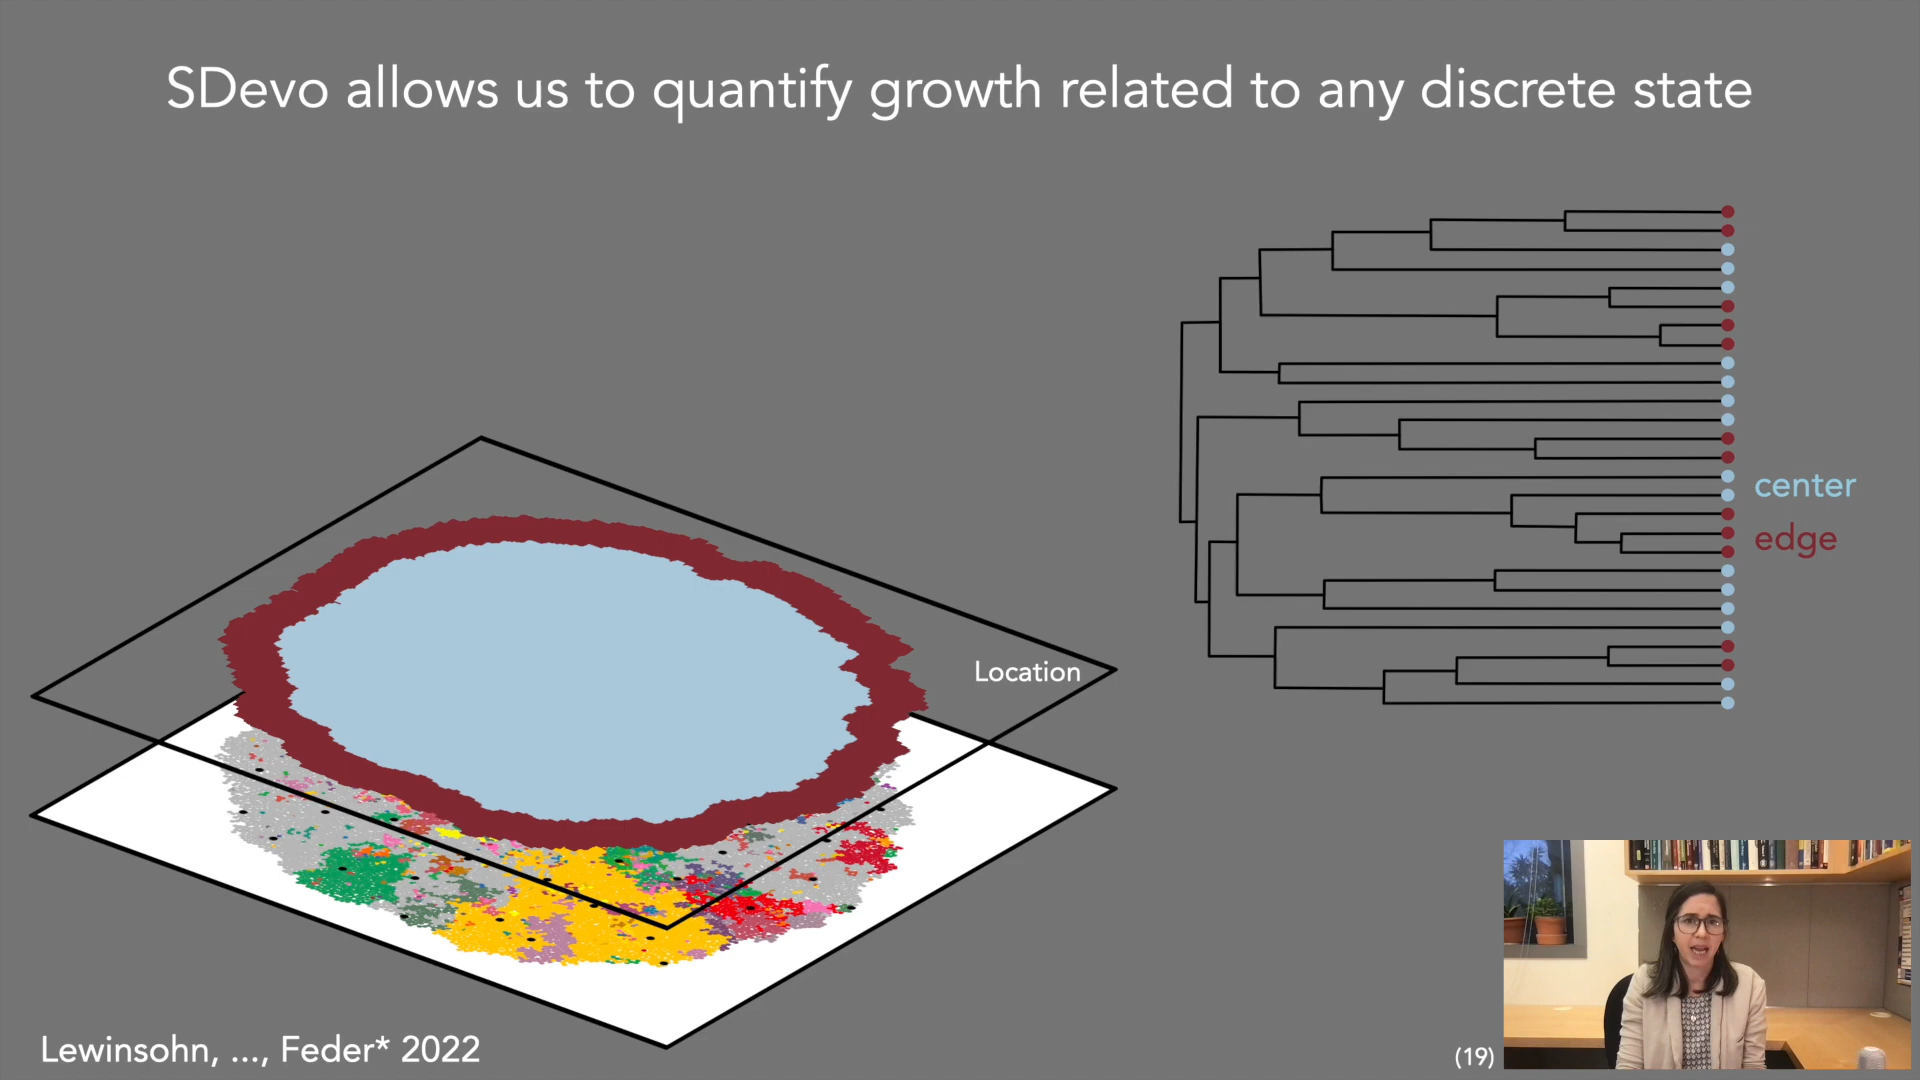 SDevo allows us to quantify growth related to any discrete state
center
edge
Location
Lewinsohn, ..., Feder* 2022
(19)